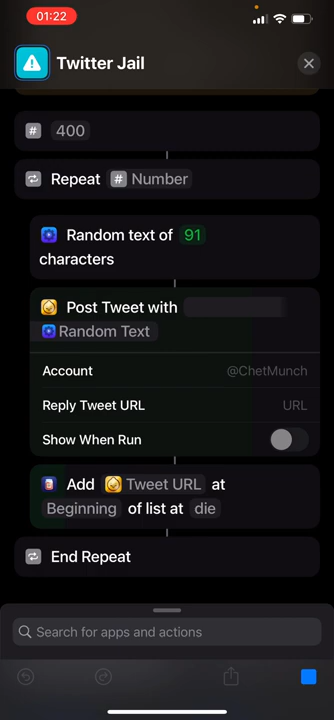 01:22
Twitter Jail
# 400
Repeat # Number
Random text of 91
characters
Post Tweet with
Random Text
Account @ChetMunch
Reply Tweet URL URL
Show When Run
Add Tweet URL at
Beginning of list at die
End Repeat
Search for apps and actions